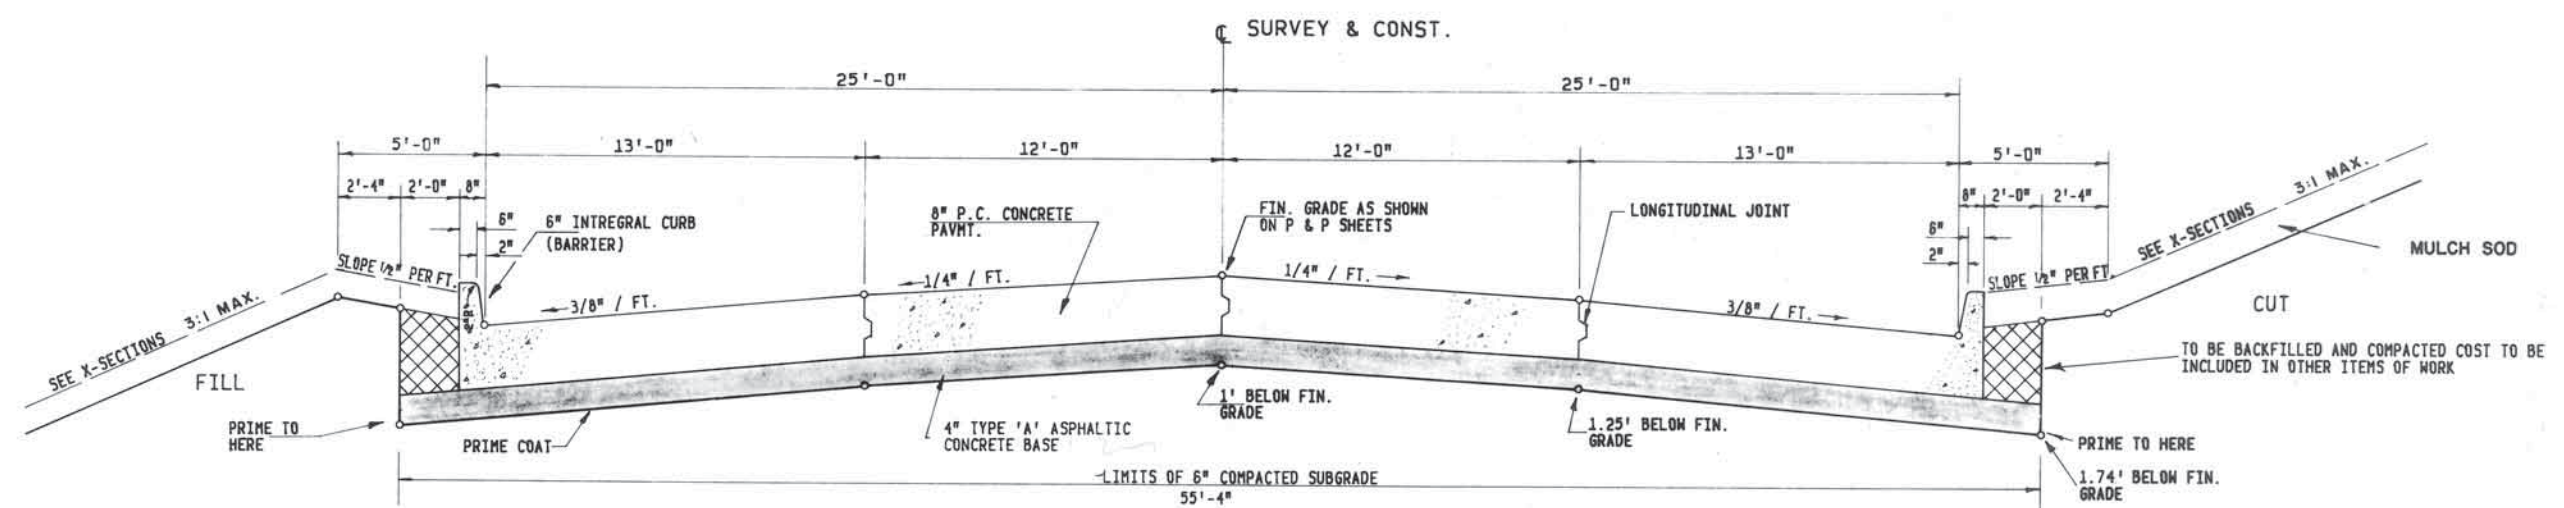 ℄ SURVEY & CONST.
25'-0" 25'-0"
5'-0" 13'-0" 12'-0" 12'-0" 13'-0" 5'-0"
2'-4" 2'-0" 8" 8" 2'-0" 2'-4"
6" 6"
2" 2"
6" INTREGRAL CURB
(BARRIER)
8" P.C. CONCRETE
PAVMT.
FIN. GRADE AS SHOWN
ON P & P SHEETS
LONGITUDINAL JOINT
SEE X-SECTIONS 3:1 MAX.
SLOPE 1/2" PER FT.
2"R
3/8" / FT.
1/4" / FT.
1/4" / FT.
3/8" / FT.
SLOPE 1/2" PER FT
SEE X-SECTIONS 3:1 MAX.
MULCH SOD
FILL
CUT
TO BE BACKFILLED AND COMPACTED COST TO BE
INCLUDED IN OTHER ITEMS OF WORK
PRIME TO
HERE
PRIME COAT
4" TYPE 'A' ASPHALTIC
CONCRETE BASE
1' BELOW FIN.
GRADE
1.25' BELOW FIN.
GRADE
PRIME TO HERE
1.74' BELOW FIN.
GRADE
LIMITS OF 6" COMPACTED SUBGRADE
55'-4"